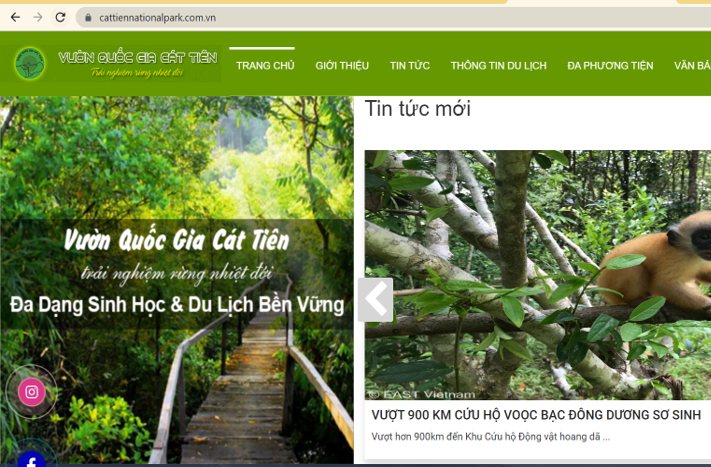 cattiennationalpark.com.vn
VƯỜN QUỐC GIA CÁT TIÊN
Trải nghiệm rừng nhiệt đới
TRANG CHỦ GIỚI THIỆU TIN TỨC THÔNG TIN DU LỊCH ĐA PHƯƠNG TIỆN VĂN BẢ
Tin tức mới
Vườn Quốc Gia Cát Tiên
trải nghiệm rừng nhiệt đới
Đa Dạng Sinh Học & Du Lịch Bền Vững
© EAST Vietnam
VƯỢT 900 KM CỨU HỘ VOỌC BẠC ĐÔNG DƯƠNG SƠ SINH
Vượt hơn 900km đến Khu Cứu hộ Động vật hoang dã ...